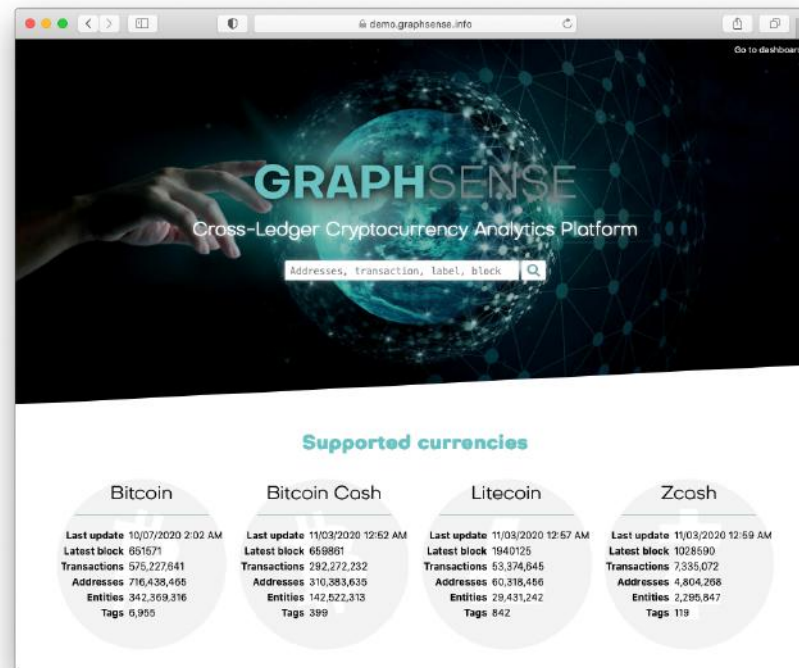 demo.graphsense.info
Go to dashboar
GRAPHSENSE
Cross-Ledger Cryptocurrency Analytics Platform
Addresses, transaction, label, block
Supported currencies
Bitcoin
Last update 10/07/2020 2:02 AM
Latest block 651571
Transactions 575,227,641
Addresses 716,438,465
Entities 342,369,316
Tags 6,955
Bitcoin Cash
Last update 11/03/2020 12:52 AM
Latest block 659861
Transactions 292,272,232
Addresses 310,383,635
Entities 142,522,313
Tags 399
Litecoin
Last update 11/03/2020 12:57 AM
Latest block 1940125
Transactions 53,374,645
Addresses 60,318,456
Entities 29,431,242
Tags 842
Zcash
Last update 11/03/2020 12:59 AM
Latest block 1028590
Transactions 7,335,072
Addresses 4,804,268
Entities 2,295,847
Tags 119